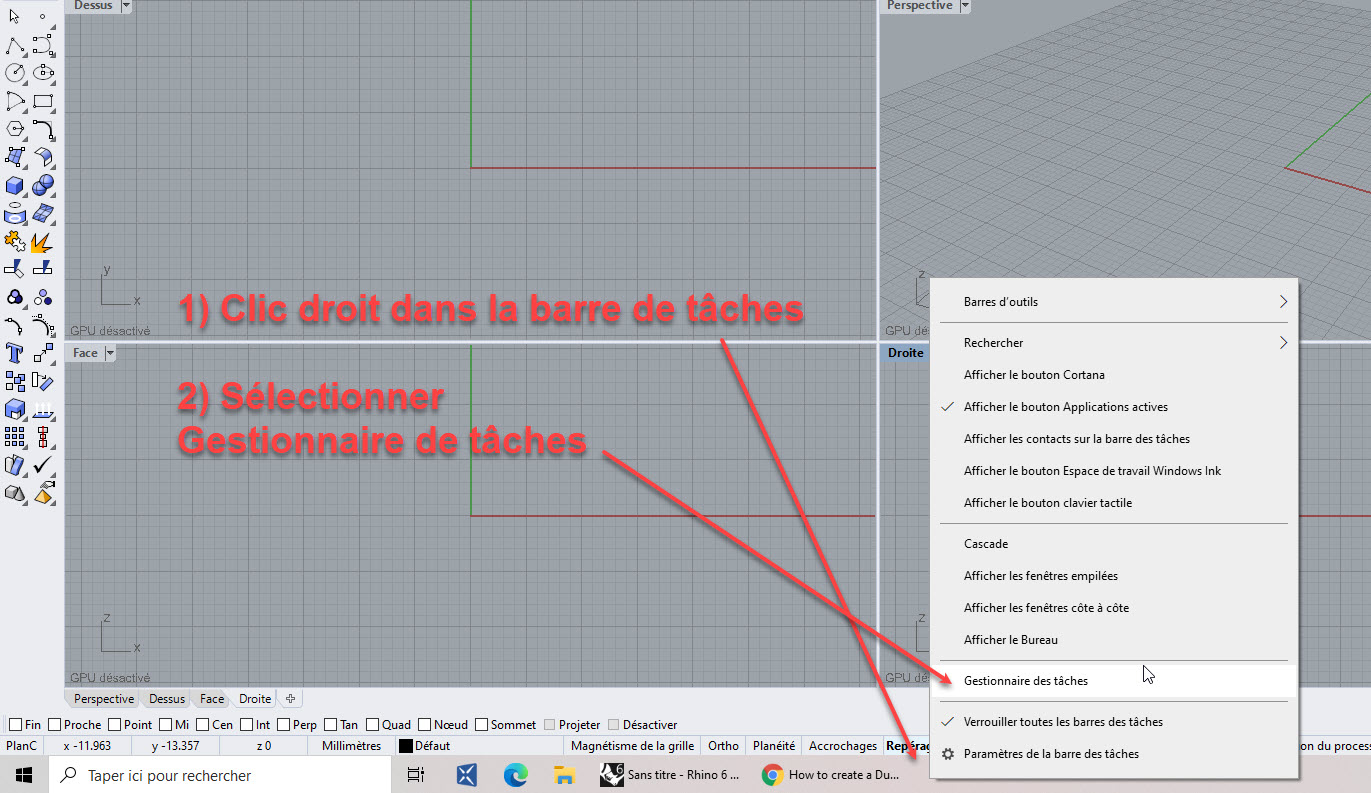 Dessus
Perspective
y
x
z
GPU désactivé
GPU dés
1) Clic droit dans la barre de tâches
Face
Droite
2) Sélectionner
Gestionnaire de tâches
z
x
z
GPU désactivé
GPU dés
Barres d'outils
Rechercher
Afficher le bouton Cortana
Afficher le bouton Applications actives
Afficher les contacts sur la barre des tâches
Afficher le bouton Espace de travail Windows Ink
Afficher le bouton clavier tactile
Cascade
Afficher les fenêtres empilées
Afficher les fenêtres côte à côte
Afficher le Bureau
Gestionnaire des tâches
Verrouiller toutes les barres des tâches
Paramètres de la barre des tâches
Perspective Dessus Face Droite
Fin Proche Point Mi Cen Int Perp Tan Quad Nœud Sommet Projeter Désactiver
PlanC x -11.963 y -13.357 z 0 Millimètres Défaut Magnétisme de la grille Ortho Planéité Accrochages Repérag on du process
Taper ici pour rechercher 6 Sans titre - Rhino 6 ... How to create a Du...